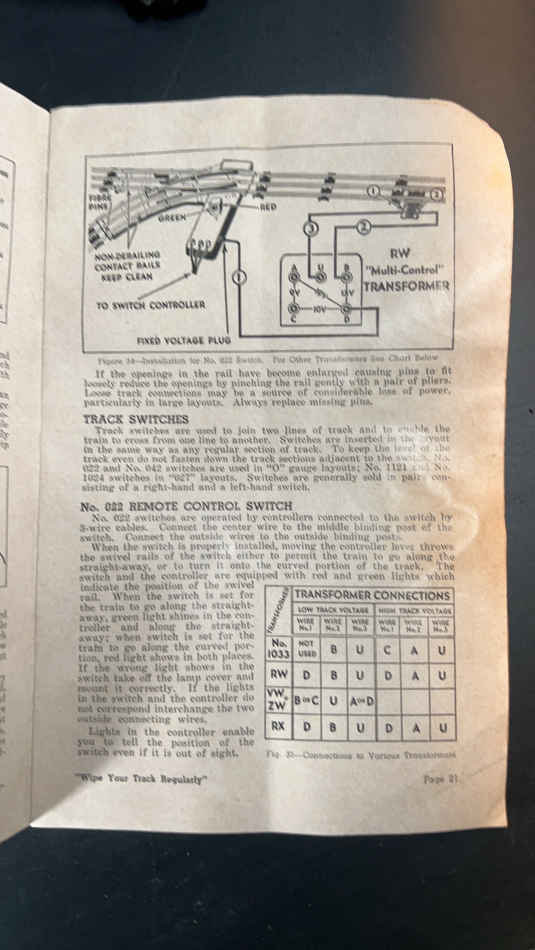 FIBRE
PINS
GREEN
RED
1
2
3
2
NON-DERAILING
CONTACT RAILS
KEEP CLEAN
1
TO SWITCH CONTROLLER
FIXED VOLTAGE PLUG
RW
"Multi-Control"
TRANSFORMER
A U B
9V
10V
C D
Figure 34—Installation for No. 022 Switch. For Other Transformers See Chart Below
If the openings in the rail have become enlarged causing pins to fit
loosely reduce the openings by pinching the rail gently with a pair of pliers.
Loose track connections may be a source of considerable loss of power,
particularly in large layouts. Always replace missing pins.
TRACK SWITCHES
Track switches are used to join two lines of track and to enable the
train to cross from one line to another. Switches are inserted in the layout
in the same way as any regular section of track. To keep the level of the
track even do not fasten down the track sections adjacent to the switch. No.
022 and No. 042 switches are used in "O" gauge layouts; No. 1121 and No.
1024 switches in "027" layouts. Switches are generally sold in pairs con-
sisting of a right-hand and a left-hand switch.
No. 022 REMOTE CONTROL SWITCH
No. 022 switches are operated by controllers connected to the switch by
3-wire cables. Connect the center wire to the middle binding post of the
switch. Connect the outside wires to the outside binding posts.
When the switch is properly installed, moving the controller lever throws
the swivel rails of the switch either to permit the train to go along the
straight-away, or to turn it onto the curved portion of the track. The
switch and the controller are equipped with red and green lights which
indicate the position of the swivel
rail. When the switch is set for
the train to go along the straight-
away, green light shines in the con-
troller and along the straight-
away; when switch is set for the
train to go along the curved por-
tion, red light shows in both places.
If the wrong light shows in the
switch take off the lamp cover and
mount it correctly. If the lights
in the switch and the controller do
not correspond interchange the two
outside connecting wires.
Lights in the controller enable
you to tell the position of the
switch even if it is out of sight.
TRANSFORMER
TRANSFORMER CONNECTIONS
LOW TRACK VOLTAGE HIGH TRACK VOLTAGE
WIRE No.1 WIRE No.2 WIRE No.3 WIRE No.1 WIRE No.2 WIRE No.3
No. 1033 NOT USED B U C A U
RW D B U D A U
VW, ZW B or C U A or D
RX D B U D A U
Fig. 35—Connections to Various Transformers
"Wipe Your Track Regularly"
Page 21